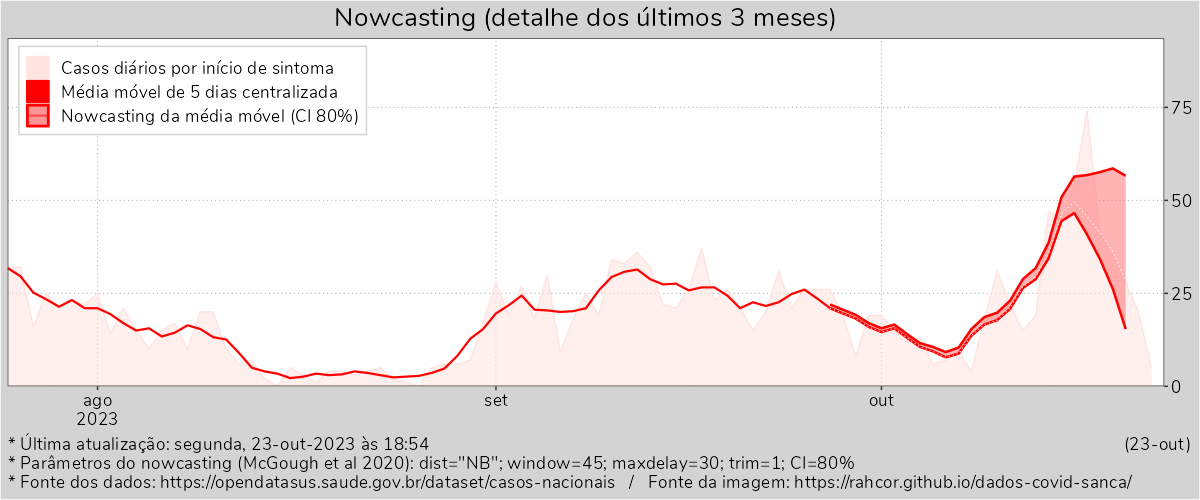 Nowcasting (detalhe dos últimos 3 meses)
Casos diários por início de sintoma
Média móvel de 5 dias centralizada
Nowcasting da média móvel (CI 80%)
75
50
25
0
ago
2023
set
out
* Última atualização: segunda, 23-out-2023 às 18:54
(23-out)
* Parâmetros do nowcasting (McGough et al 2020): dist="NB"; window=45; maxdelay=30; trim=1; CI=80%
* Fonte dos dados: https://opendatasus.saude.gov.br/dataset/casos-nacionais / Fonte da imagem: https://rahcor.github.io/dados-covid-sanca/